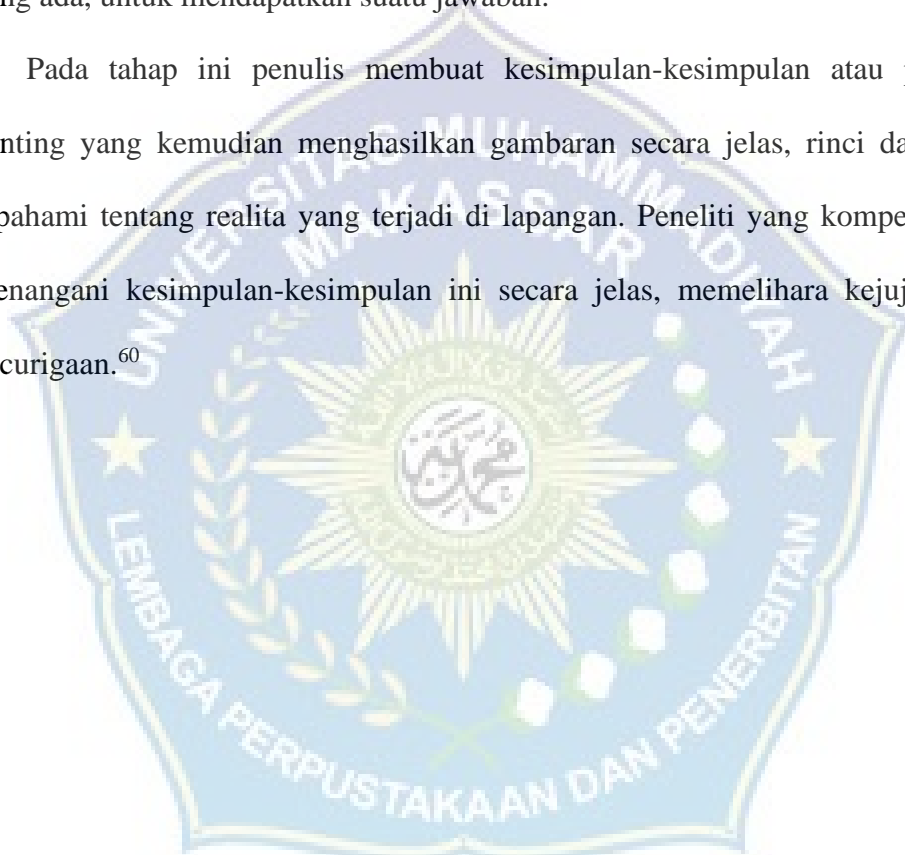 ng ada, untuk mendapatkan suatu jawaban.
Pada tahap ini penulis membuat kesimpulan-kesimpulan atau
nting yang kemudian menghasilkan gambaran secara jelas, rinci da
pahami tentang realita yang terjadi di lapangan. Peneliti yang kompe
enangani kesimpulan-kesimpulan ini secara jelas, memelihara keju
curigaan.60
UNIVERSITAS MUHAMMADIYAH
MAKASSAR
محمد
LEMBAGA PERPUSTAKAAN DAN PENERBITAN